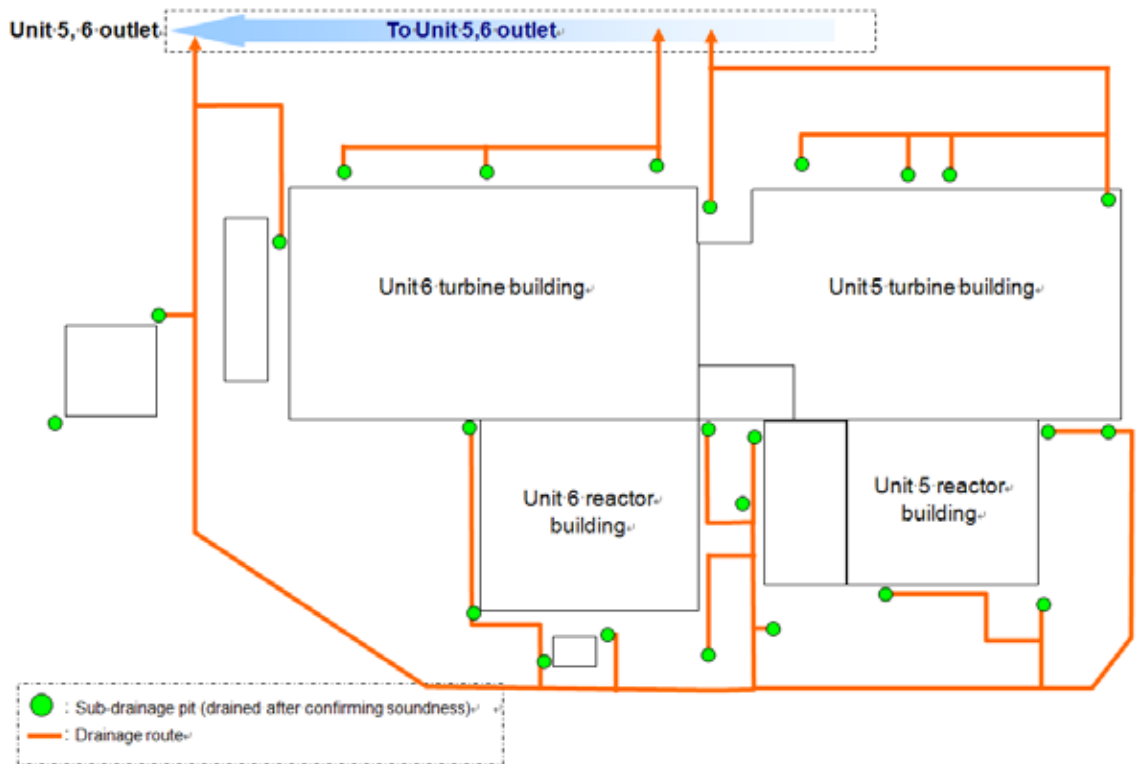 Unit 5, 6 outlet
To Unit 5,6 outlet
Unit 6 turbine building
Unit 5 turbine building
Unit 6 reactor
building
Unit 5 reactor
building
: Sub-drainage pit (drained after confirming soundness)
: Drainage route